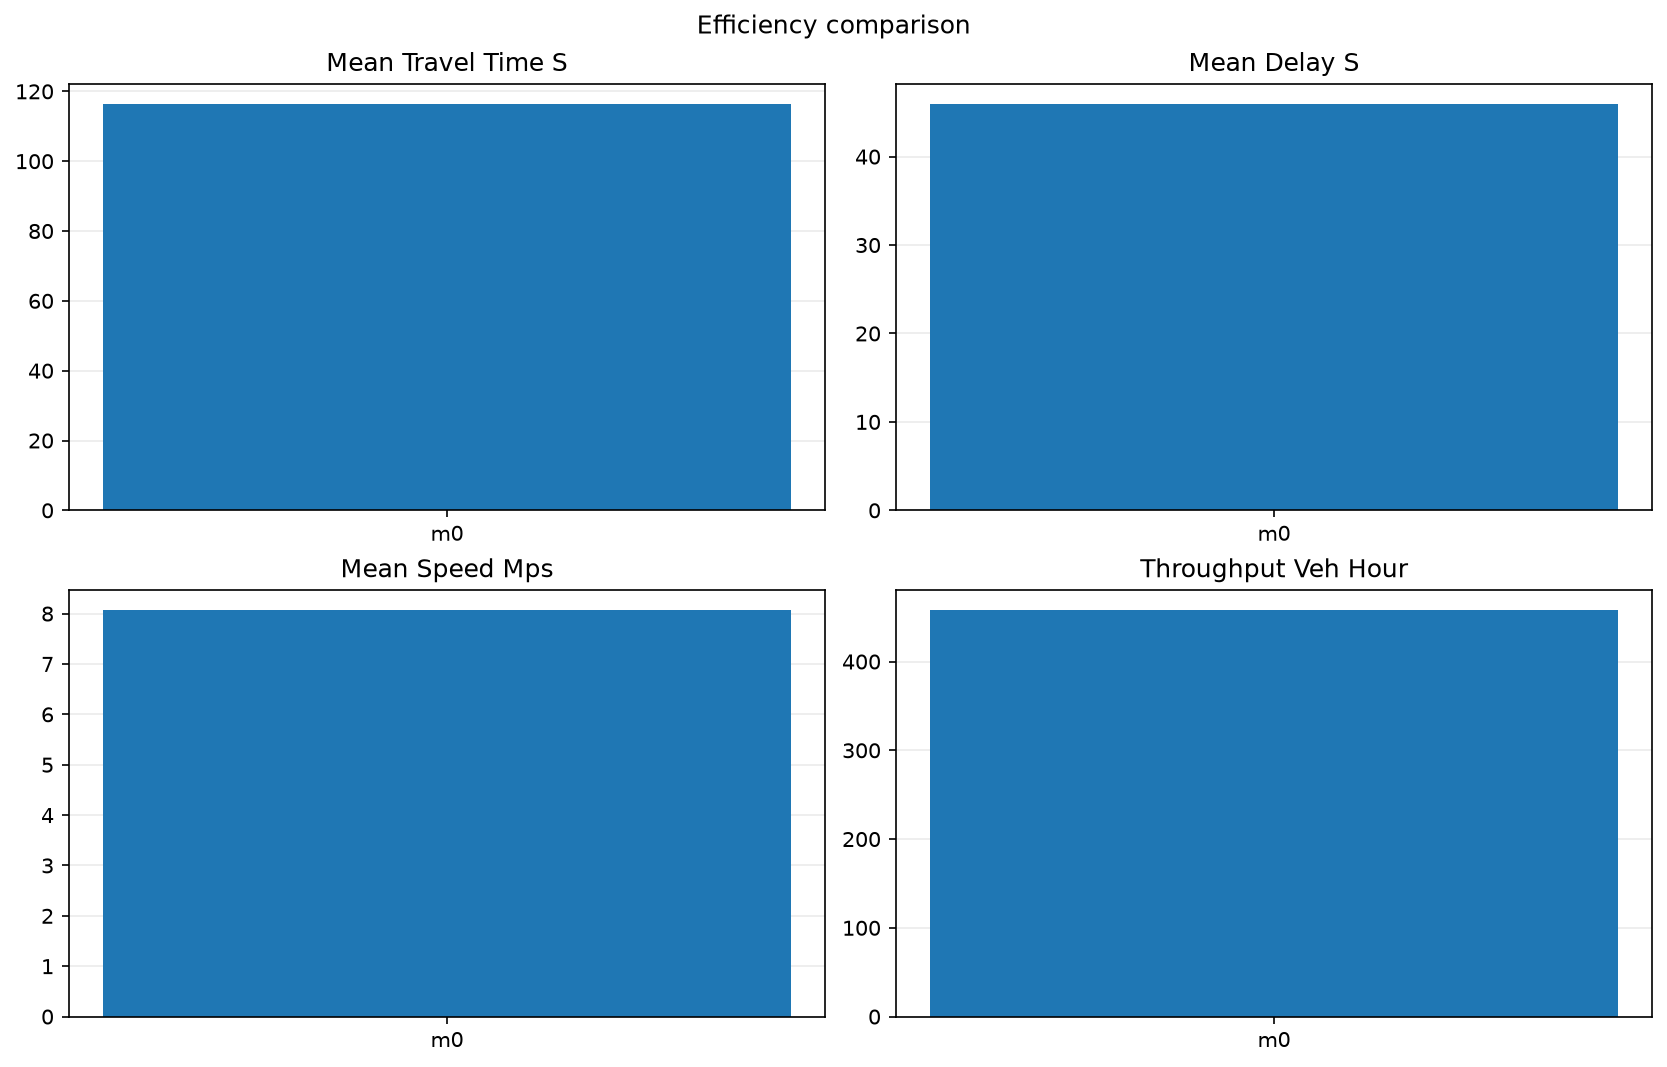 Efficiency comparison
Mean Travel Time S
120
100
80
60
40
20
0
m0
Mean Delay S
40
30
20
10
0
m0
Mean Speed Mps
8
7
6
5
4
3
2
1
0
m0
Throughput Veh Hour
400
300
200
100
0
m0